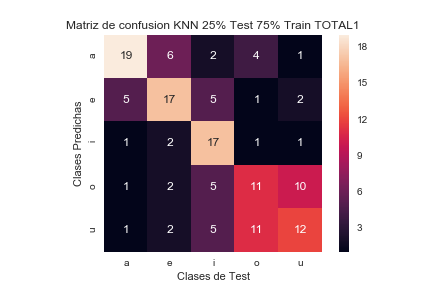 Matriz de confusion KNN 25% Test 75% Train TOTAL1
a 19 6 2 4 1
e 5 17 5 1 2
i 1 2 17 1 1
o 1 2 5 11 10
u 1 2 5 11 12
a e i o u
Clases de Test
Clases Predichas
18
15
12
9
6
3